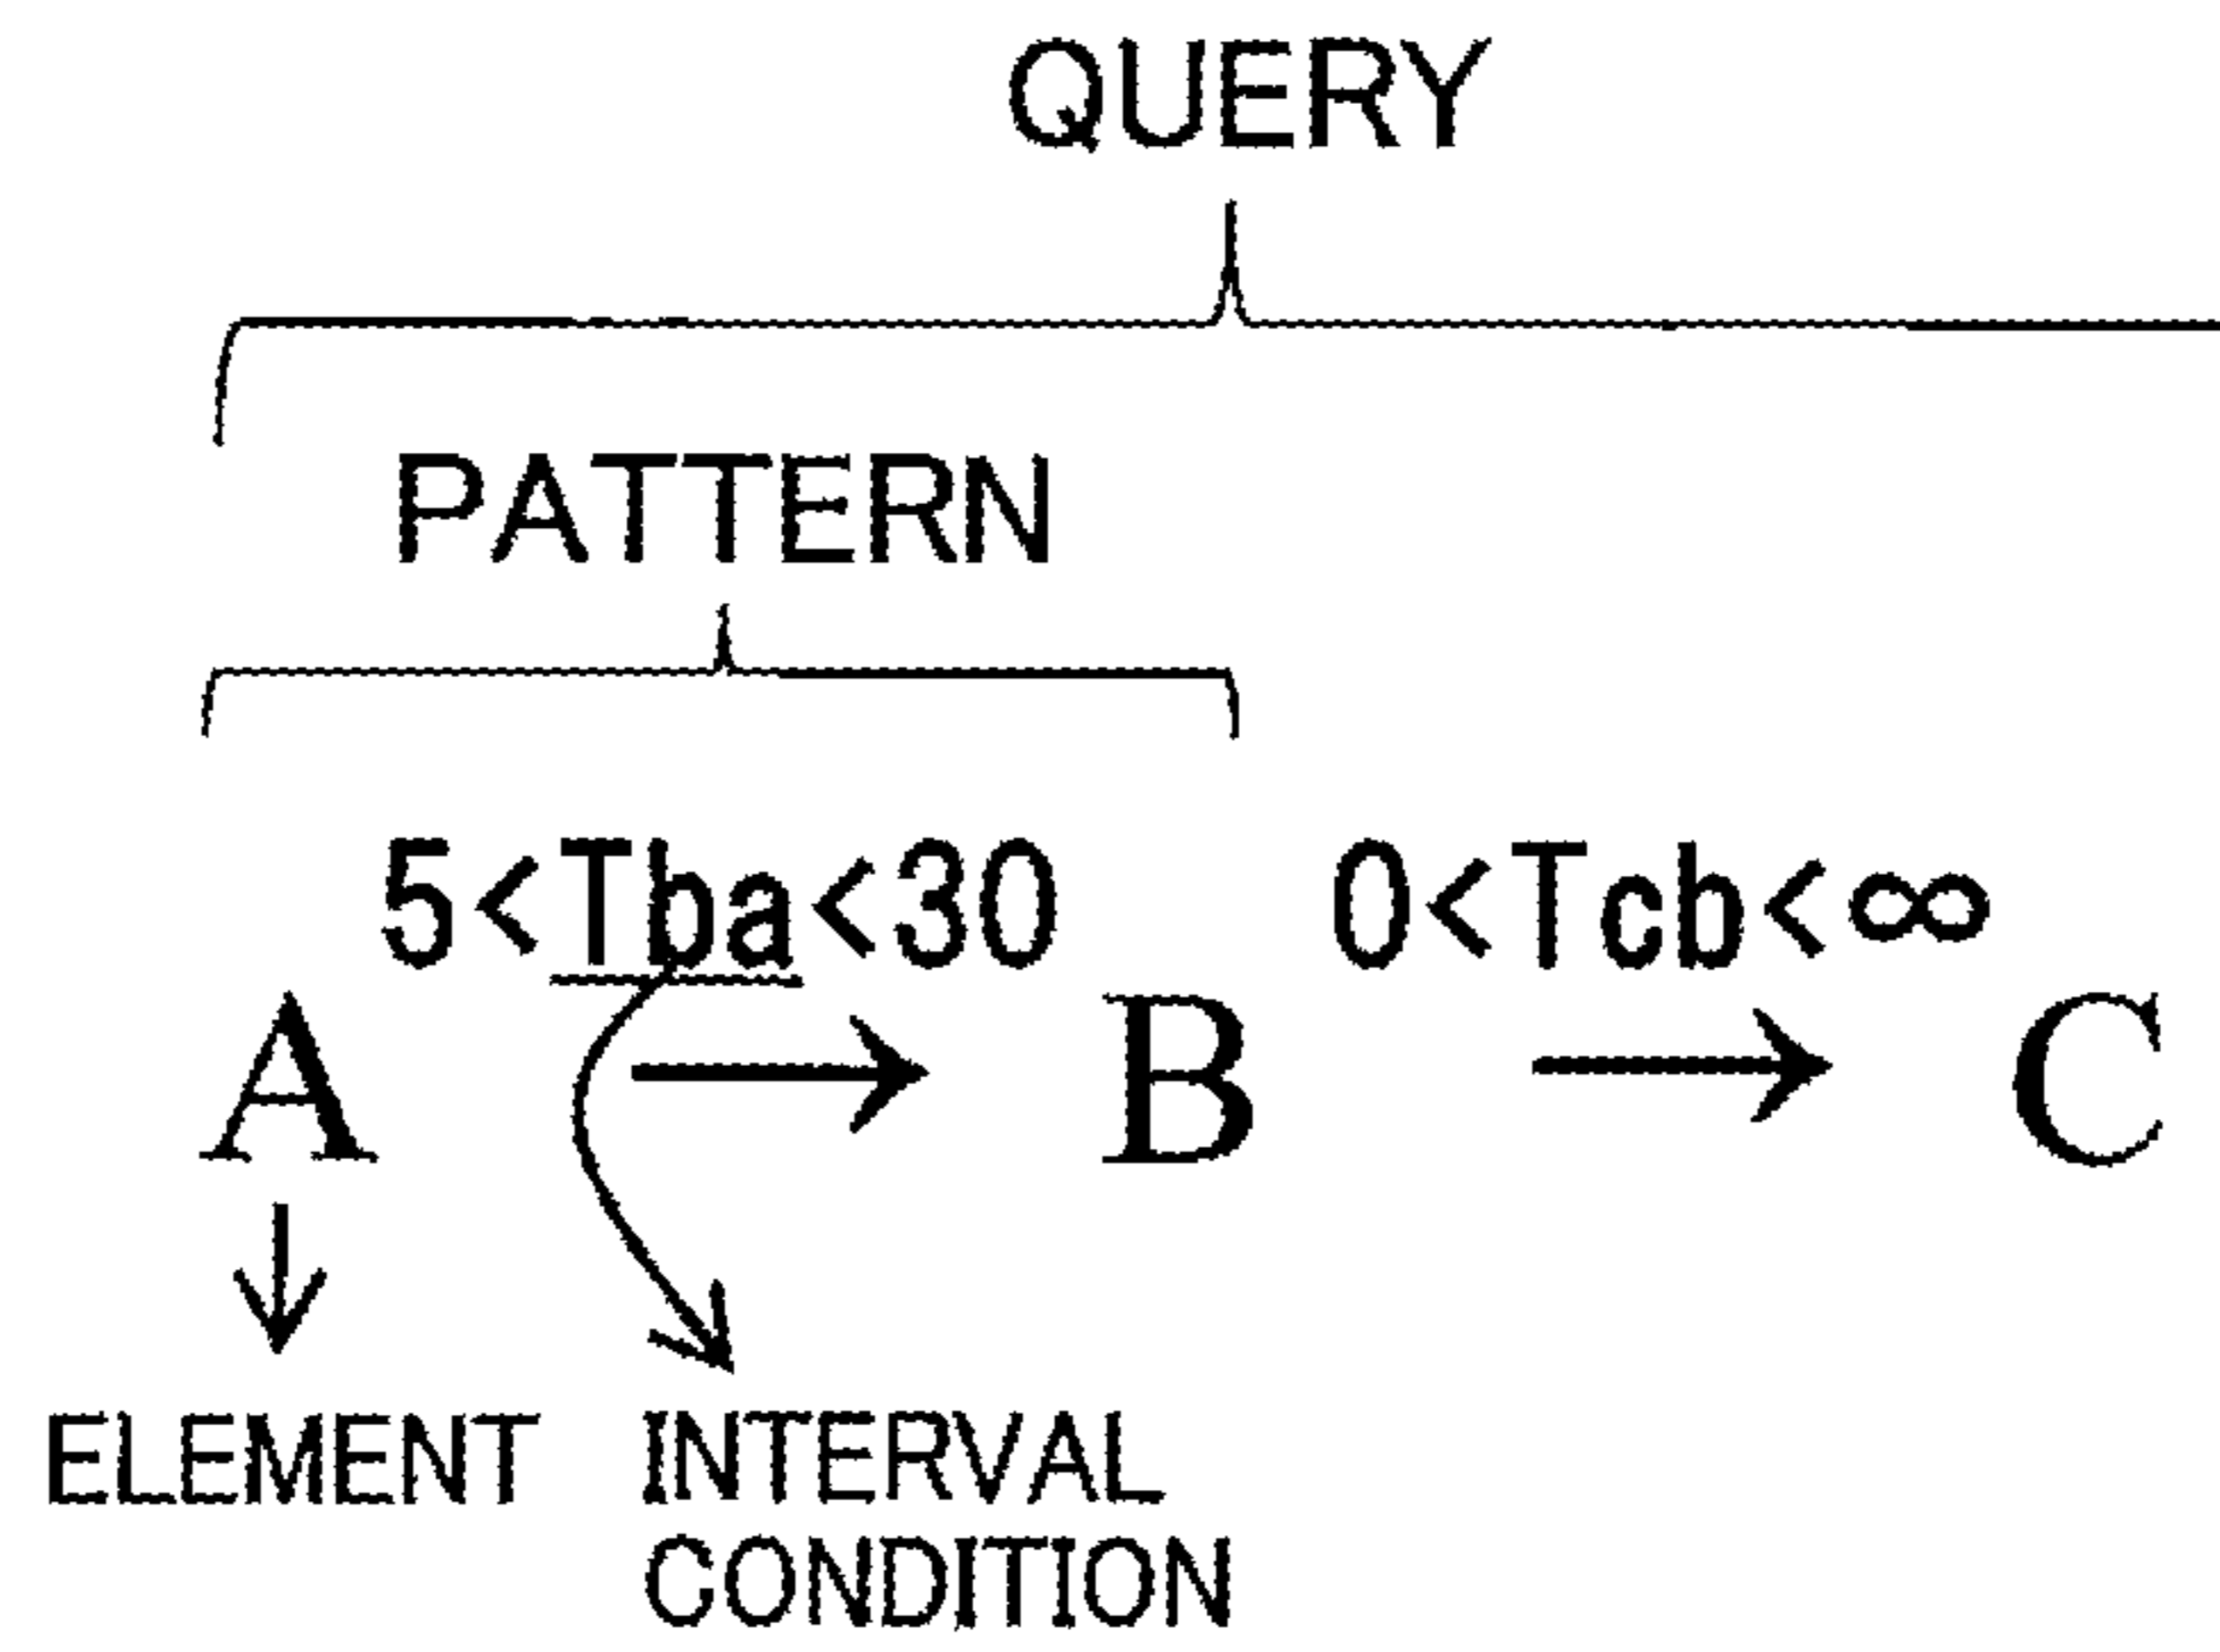 QUERY
PATTERN
5<Tba<30 0<Tcb<∞
A → B → C
ELEMENT INTERVAL
CONDITION